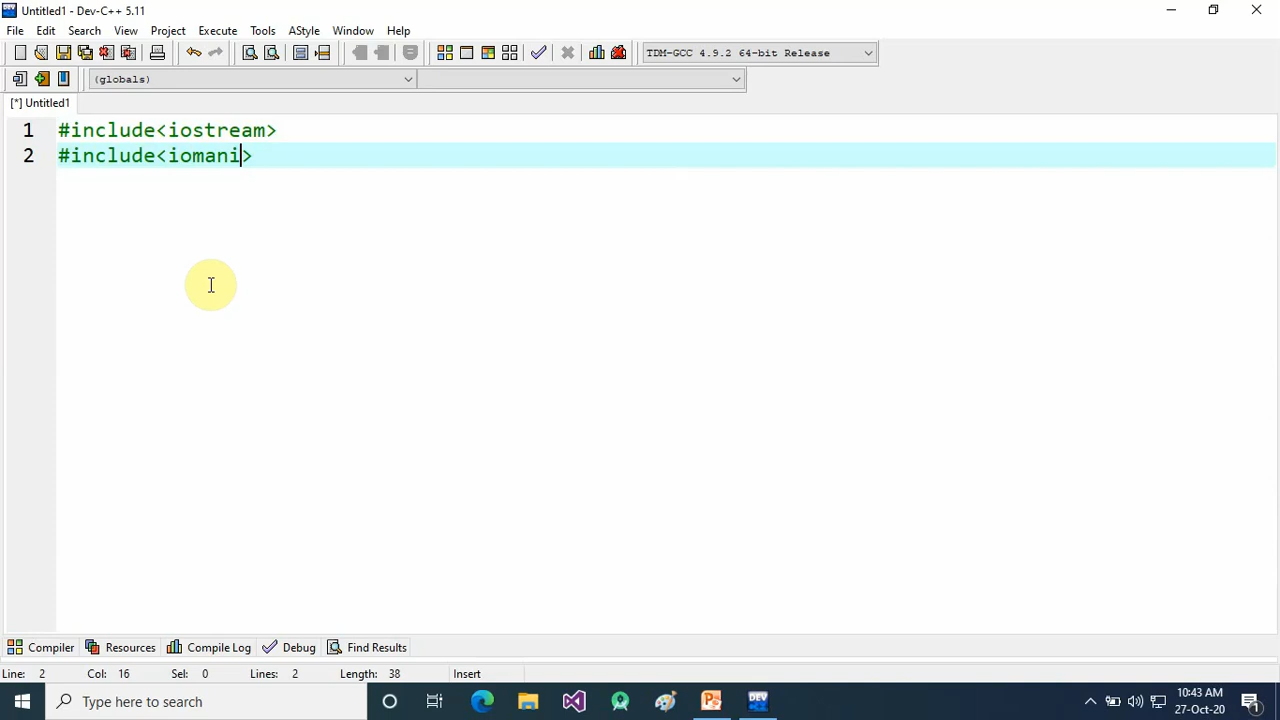 Untitled1 - Dev-C++ 5.11
File Edit Search View Project Execute Tools AStyle Window Help
TDM-GCC 4.9.2 64-bit Release
(globals)
[*] Untitled1
1 #include<iostream>
2 #include<iomani>
Compiler Resources Compile Log Debug Find Results
Line: 2 Col: 16 Sel: 0 Lines: 2 Length: 38 Insert
Type here to search
10:43 AM
27-Oct-20
1